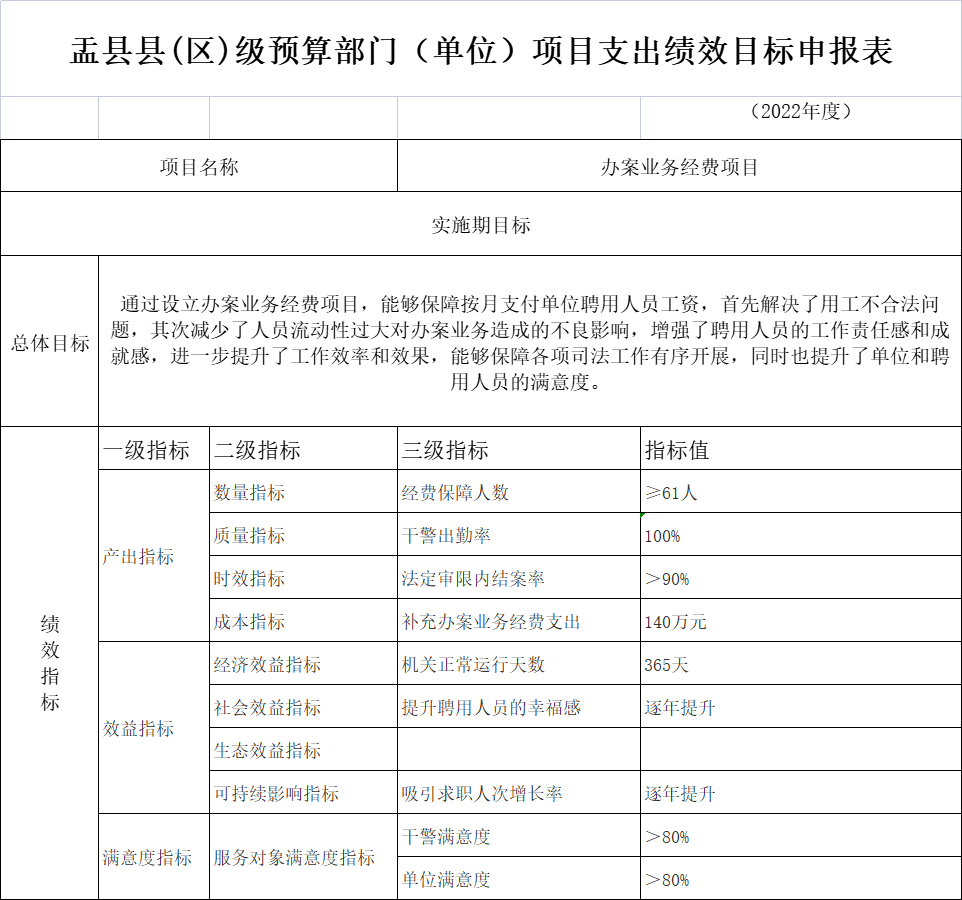 盂县县(区)级预算部门（单位）项目支出绩效目标申报表
（2022年度）
项目名称
办案业务经费项目
实施期目标
总体目标
通过设立办案业务经费项目，能够保障按月支付单位聘用人员工资，首先解决了用工不合法问
题，其次减少了人员流动性过大对办案业务造成的不良影响，增强了聘用人员的工作责任感和成
就感，进一步提升了工作效率和效果，能够保障各项司法工作有序开展，同时也提升了单位和聘
用人员的满意度。
绩效指标
一级指标
二级指标
三级指标
指标值
产出指标
数量指标
经费保障人数
≥61人
质量指标
干警出勤率
100%
时效指标
法定审限内结案率
＞90%
成本指标
补充办案业务经费支出
140万元
效益指标
经济效益指标
机关正常运行天数
365天
社会效益指标
提升聘用人员的幸福感
逐年提升
生态效益指标
可持续影响指标
吸引求职人次增长率
逐年提升
满意度指标
服务对象满意度指标
干警满意度
＞80%
单位满意度
＞80%